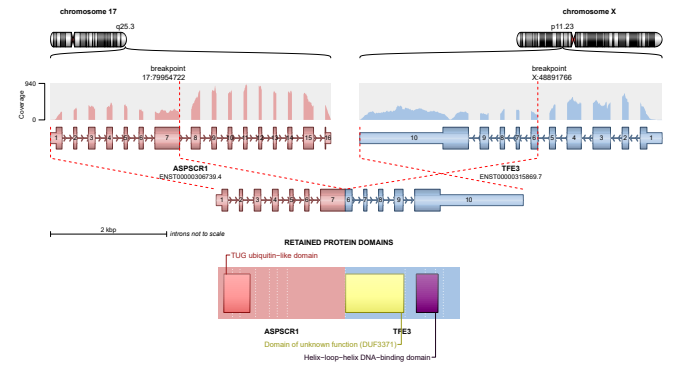 chromosome 17
chromosome X
q25.3
p11.23
breakpoint
17:79954722
breakpoint
X:48891766
Coverage
940
0
1 2 3 4 5 6 7 8 9 10 11 12 13 14 15 16
10 9 8 7 6 5 4 3 2 1
ASPSCR1
ENST00000306739.4
TFE3
ENST00000315869.7
1 2 3 4 5 6 7 6 7 8 9 10
2 kbp
introns not to scale
RETAINED PROTEIN DOMAINS
TUG ubiquitin−like domain
ASPSCR1
TFE3
Domain of unknown function (DUF3371)
Helix−loop−helix DNA−binding domain